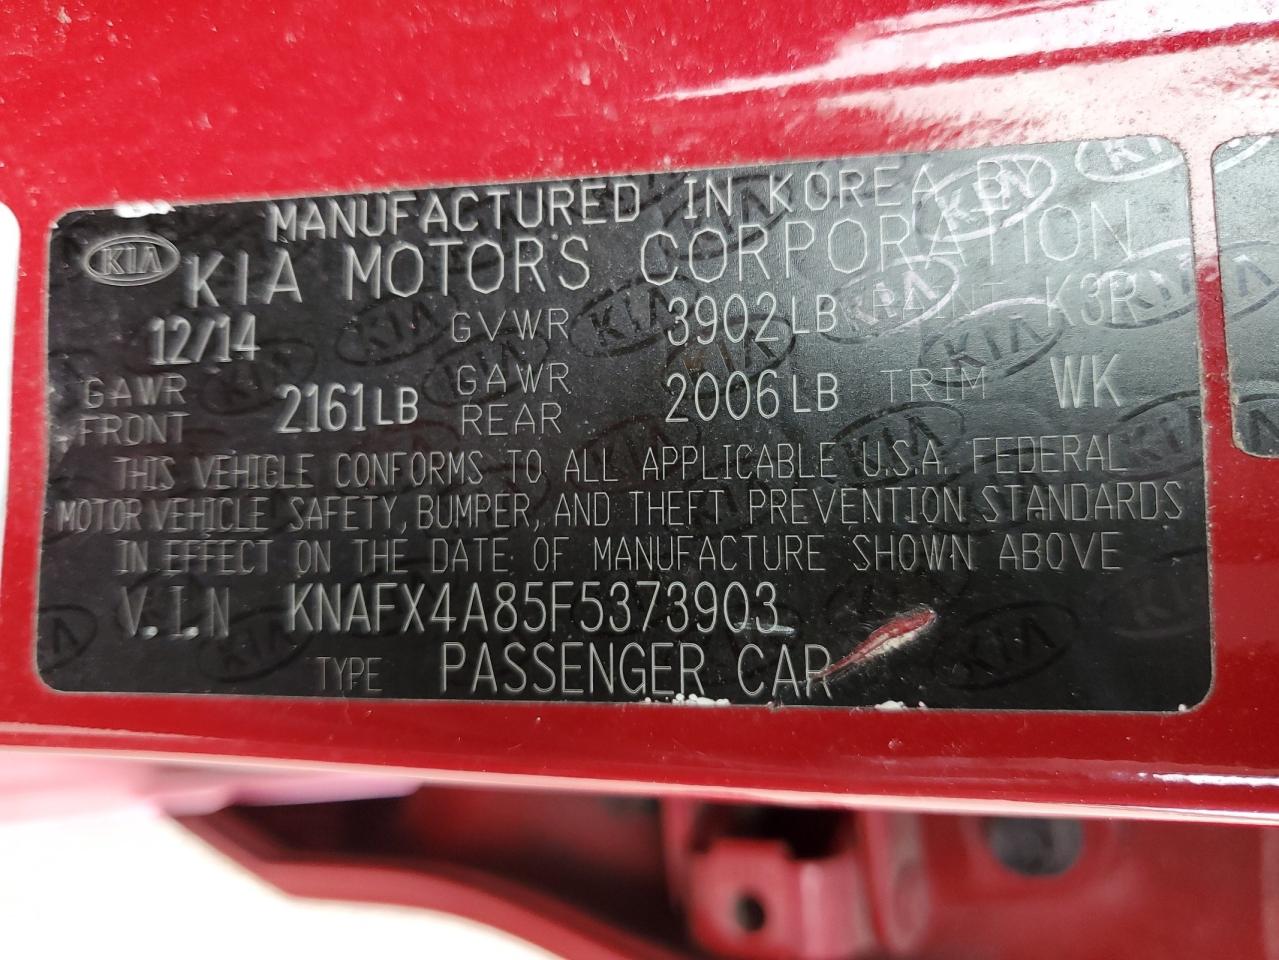 MANUFACTURED IN KOREA BY
KIA KIA MOTORS CORPORATION
12/14 GVWR 3902LB PAINT K3R
GAWR FRONT 2161LB GAWR REAR 2006LB TRIM WK
THIS VEHICLE CONFORMS TO ALL APPLICABLE U.S.A. FEDERAL
MOTOR VEHICLE SAFETY, BUMPER, AND THEFT PREVENTION STANDARDS
IN EFFECT ON THE DATE OF MANUFACTURE SHOWN ABOVE
V.I.N KNAFX4A85F5373903
TYPE PASSENGER CAR